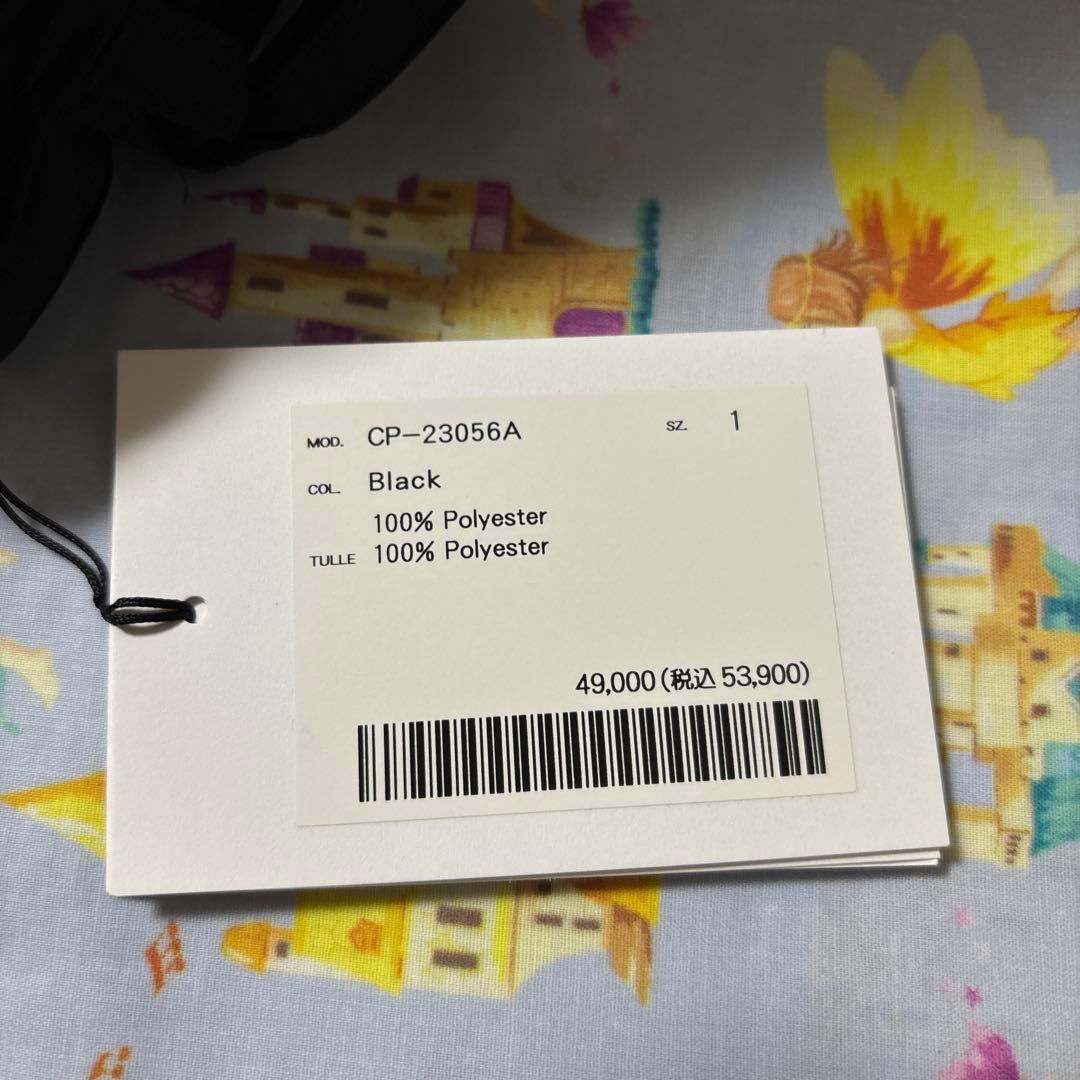 MOD. CP-23056A SZ. 1
COL. Black
100% Polyester
TULLE 100% Polyester
49,000(税込 53,900)